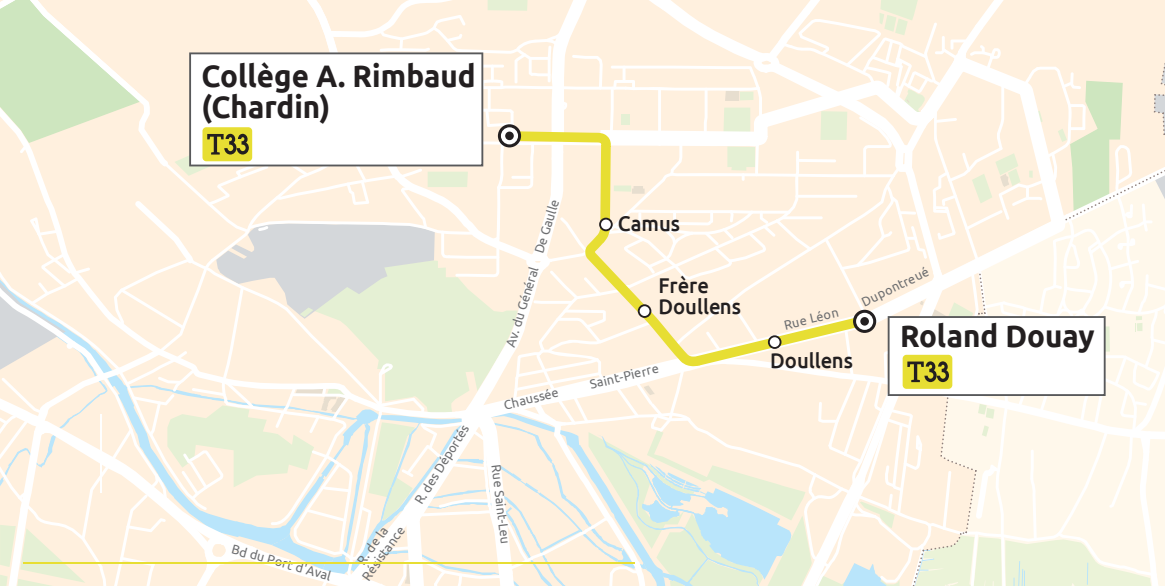 Collège A. Rimbaud
(Chardin)
T33
Camus
Frère
Doullens
Av. du Général De Gaulle
Rue Léon Dupontreué
Roland Douay
T33
Doullens
Chaussée Saint-Pierre
R. des Déportés
Rue Saint-Leu
R. de la
Résistance
Bd du Port d'Aval